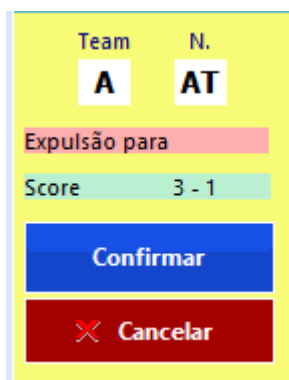 Team N.
A AT
Expulsão para
Score 3 - 1
Confirmar
Cancelar